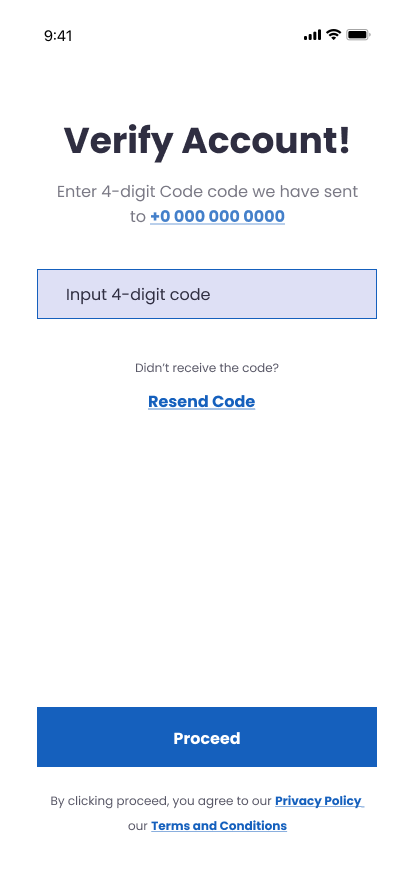 9:41
Verify Account!
Enter 4-digit Code code we have sent
to +0 000 000 0000
Input 4-digit code
Didn't receive the code?
Resend Code
Proceed
By clicking proceed, you agree to our Privacy Policy
our Terms and Conditions